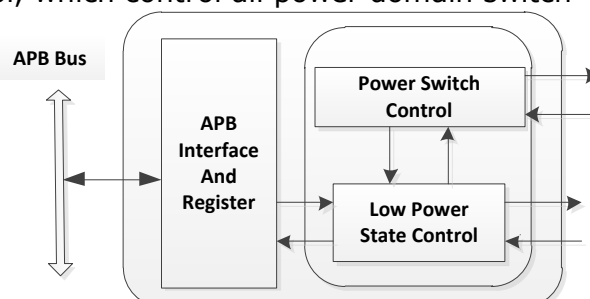 which control all power domain switch
APB Bus
APB
Interface
And
Register
Power Switch
Control
Low Power
State Control